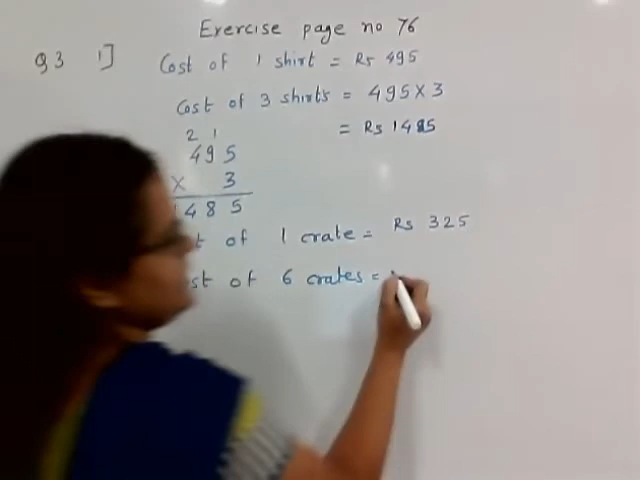 Exercise page no 76
Q3 1] Cost of 1 shirt = Rs 495
Cost of 3 shirts = 495 X 3
= Rs 1485
2 1
495
X 3
1485
of 1 crate = Rs 325
of 6 crates =